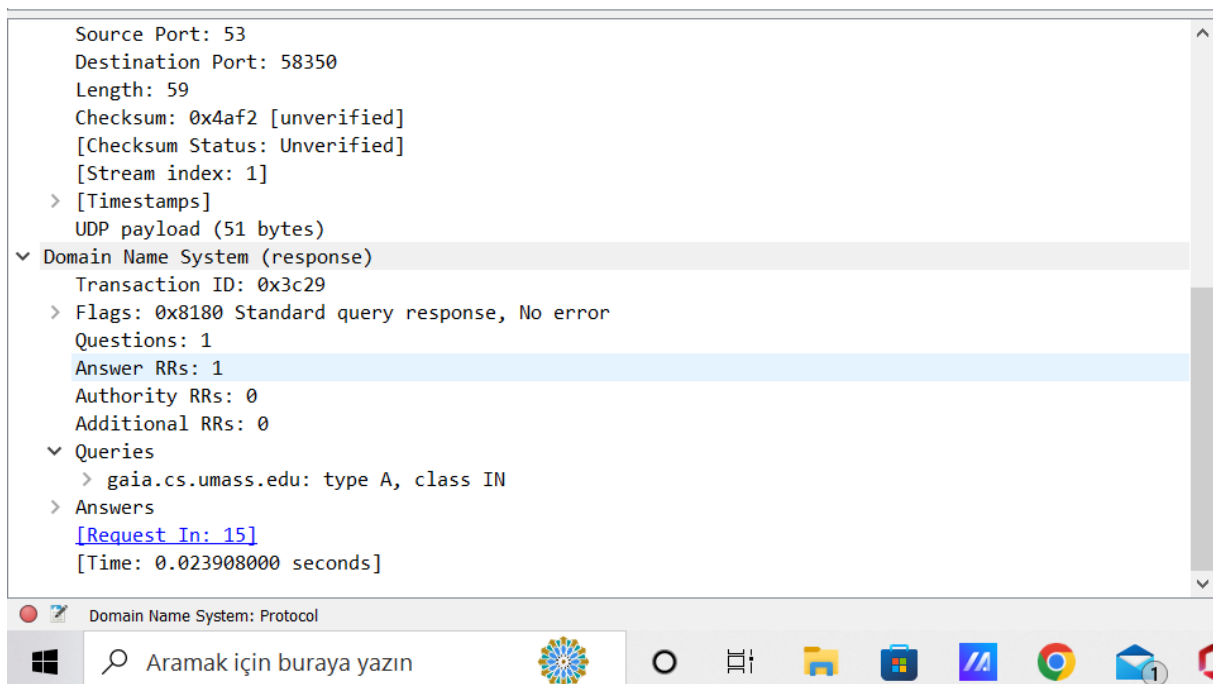 Source Port: 53
Destination Port: 58350
Length: 59
Checksum: 0x4af2 [unverified]
[Checksum Status: Unverified]
[Stream index: 1]
> [Timestamps]
UDP payload (51 bytes)
Domain Name System (response)
Transaction ID: 0x3c29
> Flags: 0x8180 Standard query response, No error
Questions: 1
Answer RRs: 1
Authority RRs: 0
Additional RRs: 0
Queries
> gaia.cs.umass.edu: type A, class IN
> Answers
[Request In: 15]
[Time: 0.023908000 seconds]
Domain Name System: Protocol
Aramak için buraya yazın
1